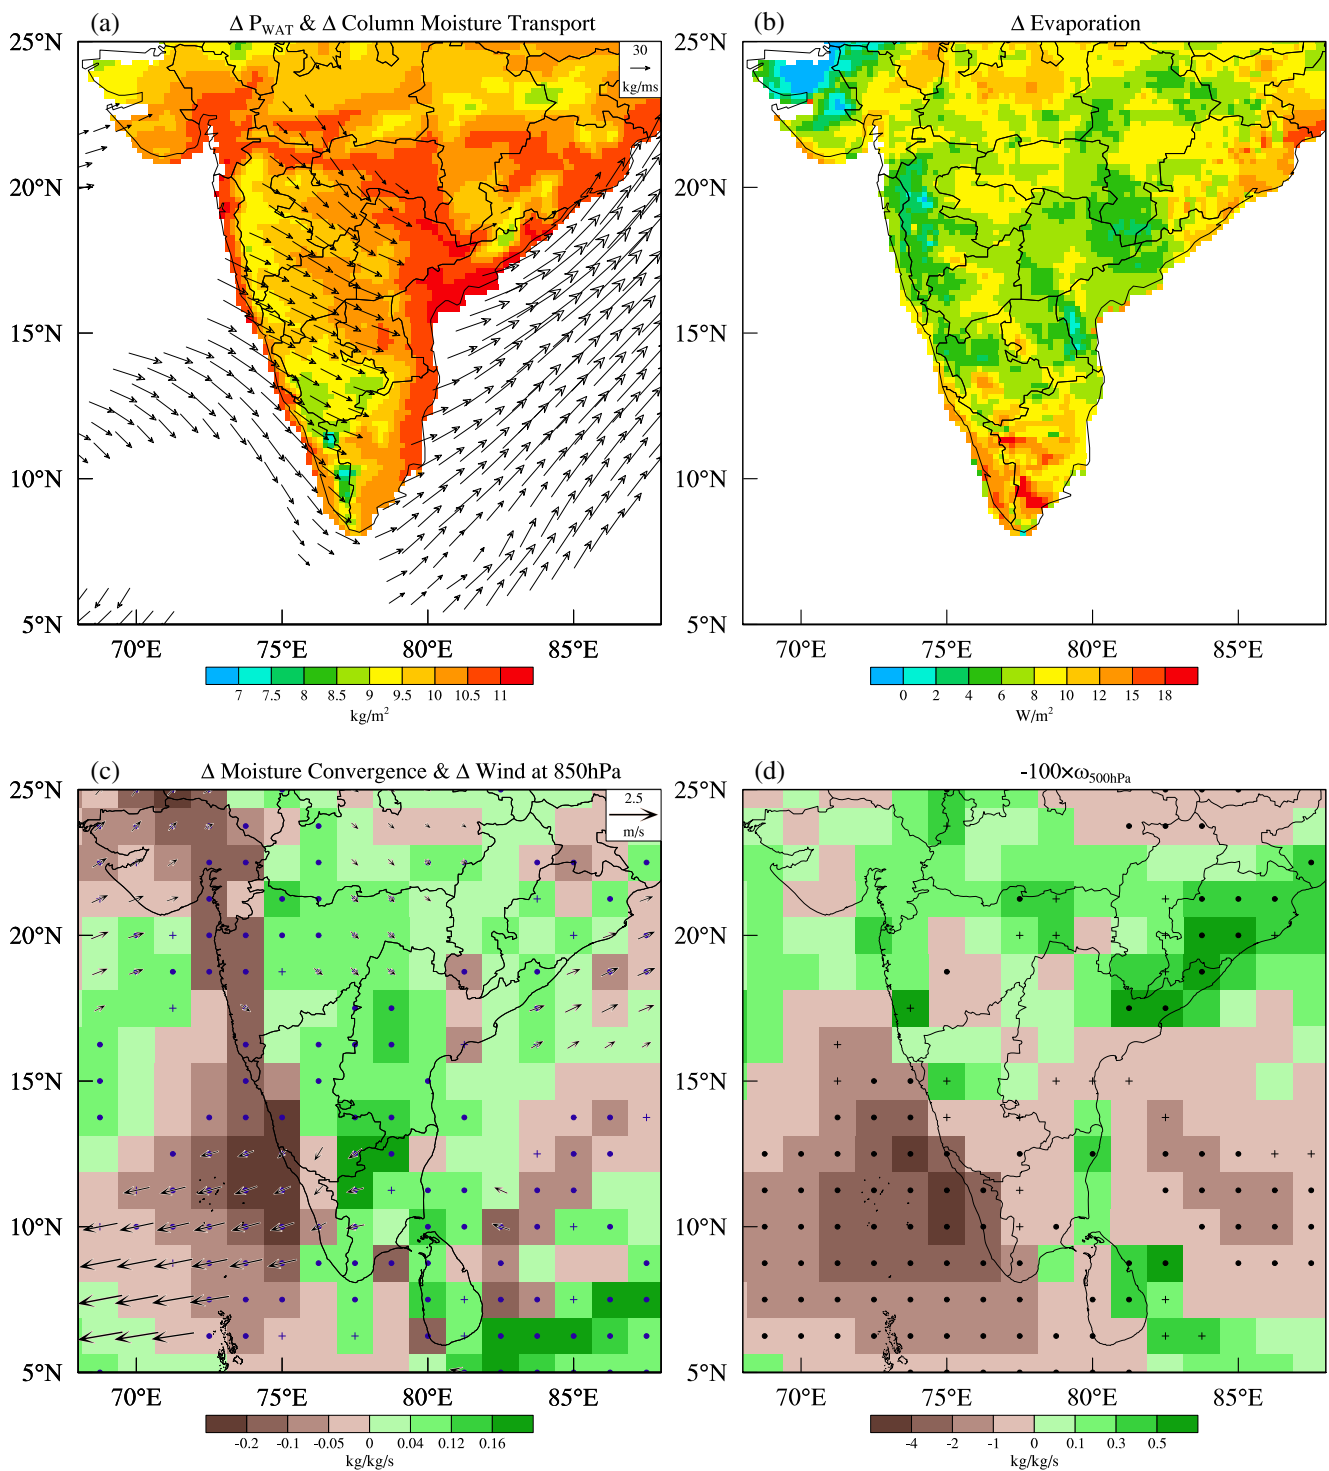 (a) Δ P_WAT & Δ Column Moisture Transport
25°N
20°N
15°N
10°N
5°N
30
kg/ms
70°E 75°E 80°E 85°E
7 7.5 8 8.5 9 9.5 10 10.5 11
kg/m²
(b) Δ Evaporation
25°N
20°N
15°N
10°N
5°N
70°E 75°E 80°E 85°E
0 2 4 6 8 10 12 15 18
W/m²
(c) Δ Moisture Convergence & Δ Wind at 850hPa
25°N
20°N
15°N
10°N
5°N
2.5
m/s
70°E 75°E 80°E 85°E
-0.2 -0.1 -0.05 0 0.04 0.12 0.16
kg/kg/s
(d) -100×ω500hPa
25°N
20°N
15°N
10°N
5°N
70°E 75°E 80°E 85°E
-4 -2 -1 0 0.1 0.3 0.5
kg/kg/s